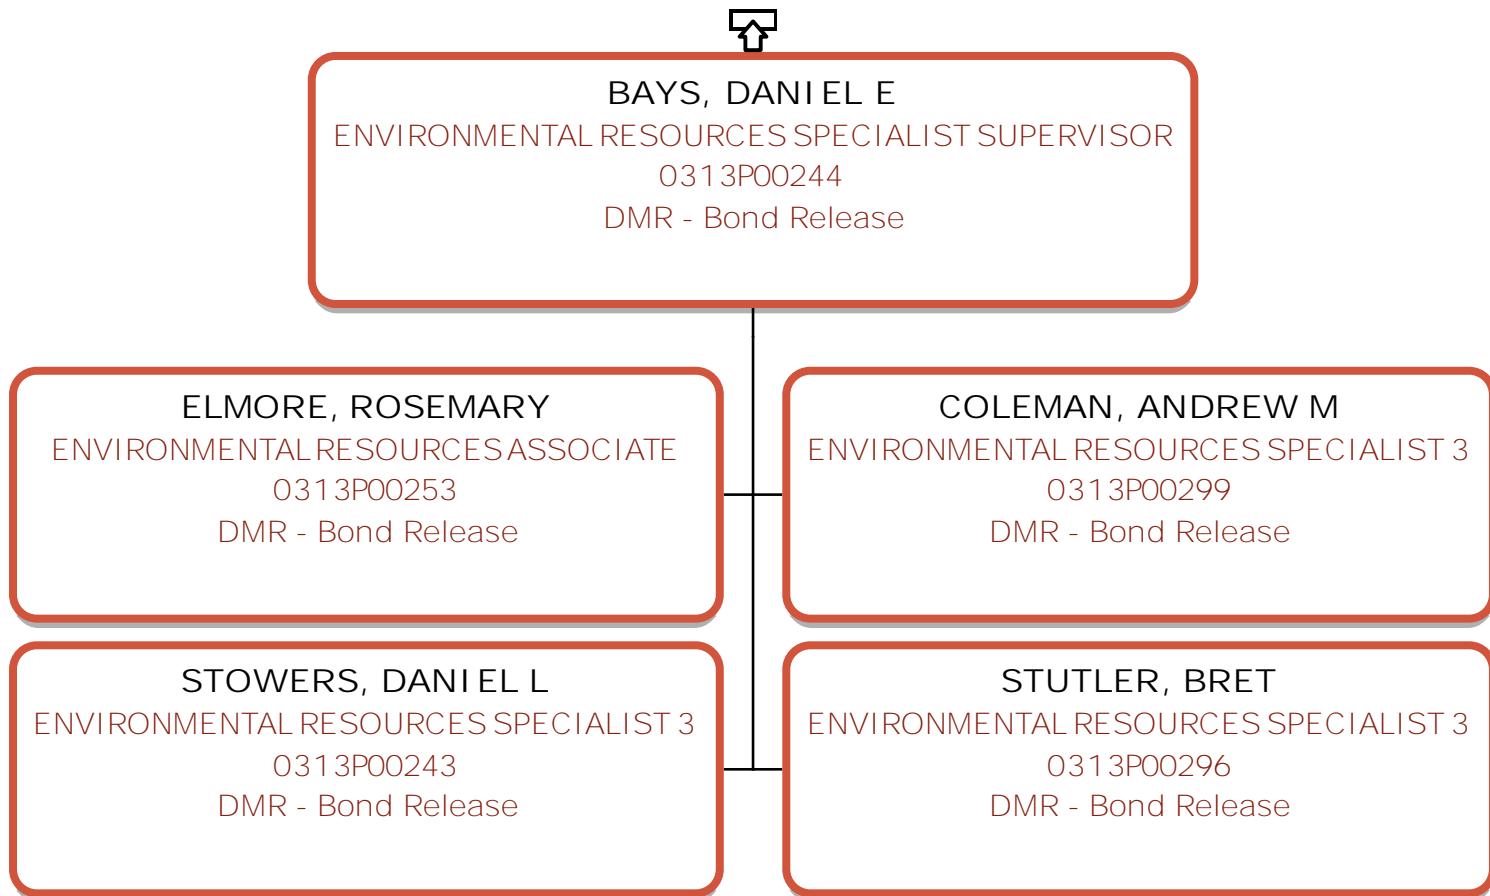 BAYS, DANIEL E
ENVIRONMENTAL RESOURCES SPECIALIST SUPERVISOR
0313P00244
DMR - Bond Release
ELMORE, ROSEMARY
ENVIRONMENTAL RESOURCES ASSOCIATE
0313P00253
DMR - Bond Release
COLEMAN, ANDREW M
ENVIRONMENTAL RESOURCES SPECIALIST 3
0313P00299
DMR - Bond Release
STOWERS, DANIEL L
ENVIRONMENTAL RESOURCES SPECIALIST 3
0313P00243
DMR - Bond Release
STUTLER, BRET
ENVIRONMENTAL RESOURCES SPECIALIST 3
0313P00296
DMR - Bond Release